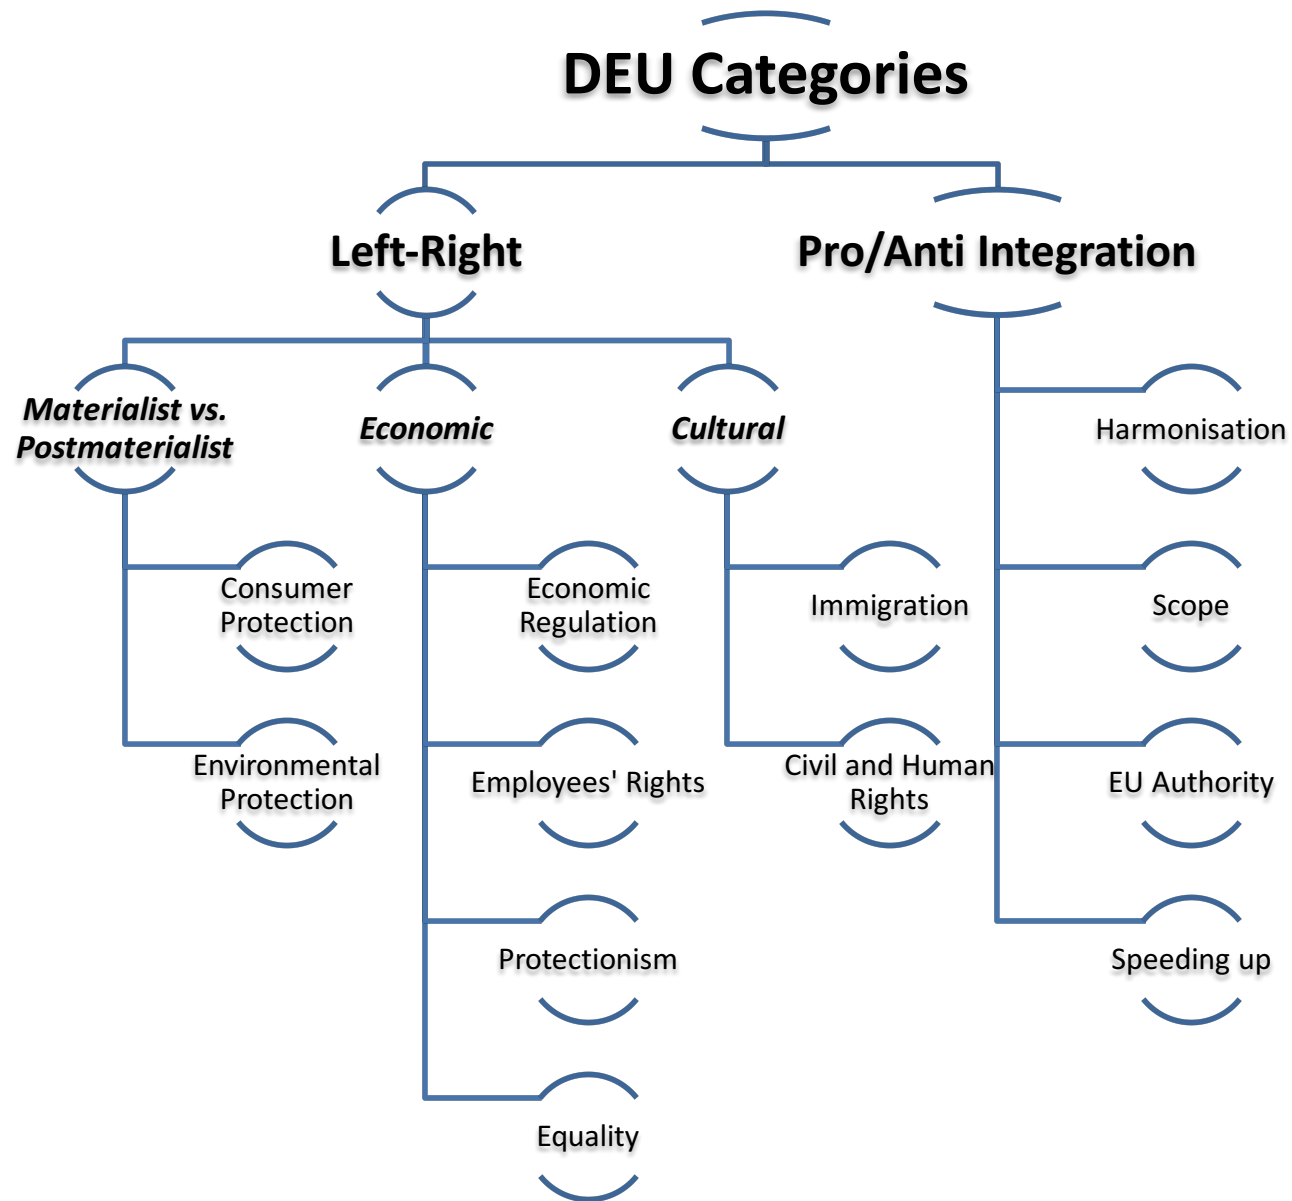 DEU Categories
Left-Right
Pro/Anti Integration
Materialist vs.
Postmaterialist
Economic
Cultural
Harmonisation
Consumer
Protection
Economic
Regulation
Immigration
Scope
Environmental
Protection
Employees' Rights
Civil and Human
Rights
EU Authority
Protectionism
Speeding up
Equality